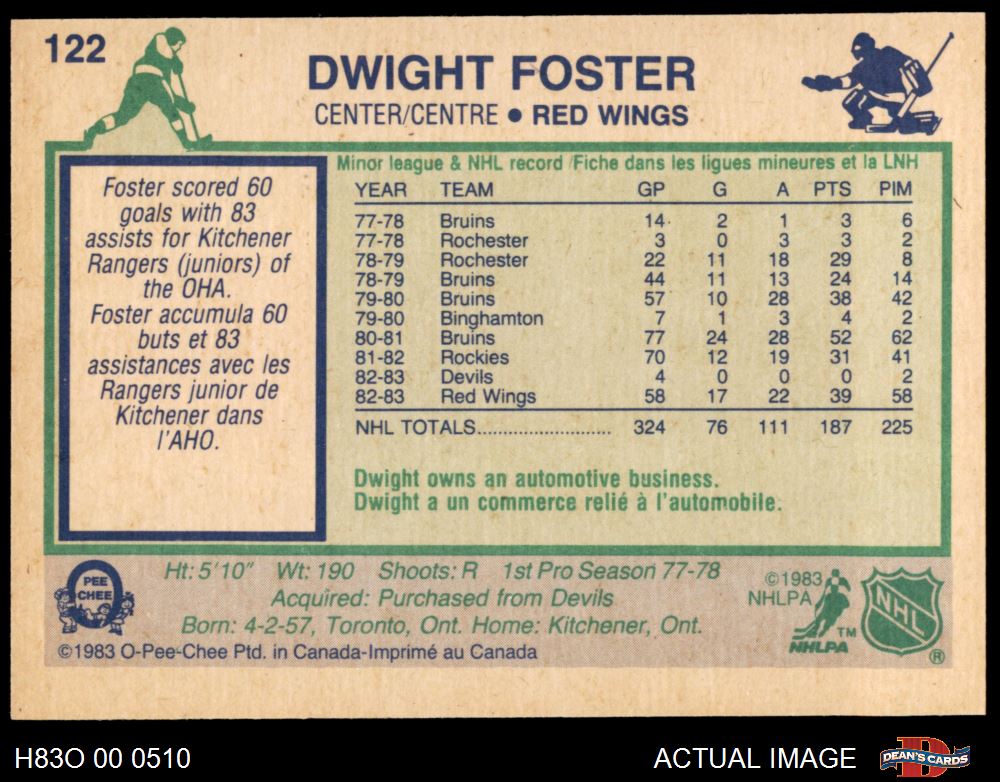 122
DWIGHT FOSTER
CENTER/CENTRE • RED WINGS
Foster scored 60
goals with 83
assists for Kitchener
Rangers (juniors) of
the OHA.
Foster accumula 60
buts et 83
assistances avec les
Rangers junior de
Kitchener dans
l'AHO.
Minor league & NHL record/Fiche dans les ligues mineures et la LNH
YEAR TEAM GP G A PTS PIM
77-78 Bruins 14 2 1 3 6
77-78 Rochester 3 0 3 3 2
78-79 Rochester 22 11 18 29 8
78-79 Bruins 44 11 13 24 14
79-80 Bruins 57 10 28 38 42
79-80 Binghamton 7 1 3 4 2
80-81 Bruins 77 24 28 52 62
81-82 Rockies 70 12 19 31 41
82-83 Devils 4 0 0 0 2
82-83 Red Wings 58 17 22 39 58
NHL TOTALS.......................... 324 76 111 187 225
Dwight owns an automotive business.
Dwight a un commerce relié à l'automobile.
O PEE CHEE
Ht: 5'10" Wt: 190 Shoots: R 1st Pro Season 77-78
Acquired: Purchased from Devils
Born: 4-2-57, Toronto, Ont. Home: Kitchener, Ont.
©1983 O-Pee-Chee Ptd. in Canada-Imprimé au Canada
©1983
NHLPA
TM
NHLPA
NHL
®
H83O 00 0510
ACTUAL IMAGE
D
DEAN'S CARDS